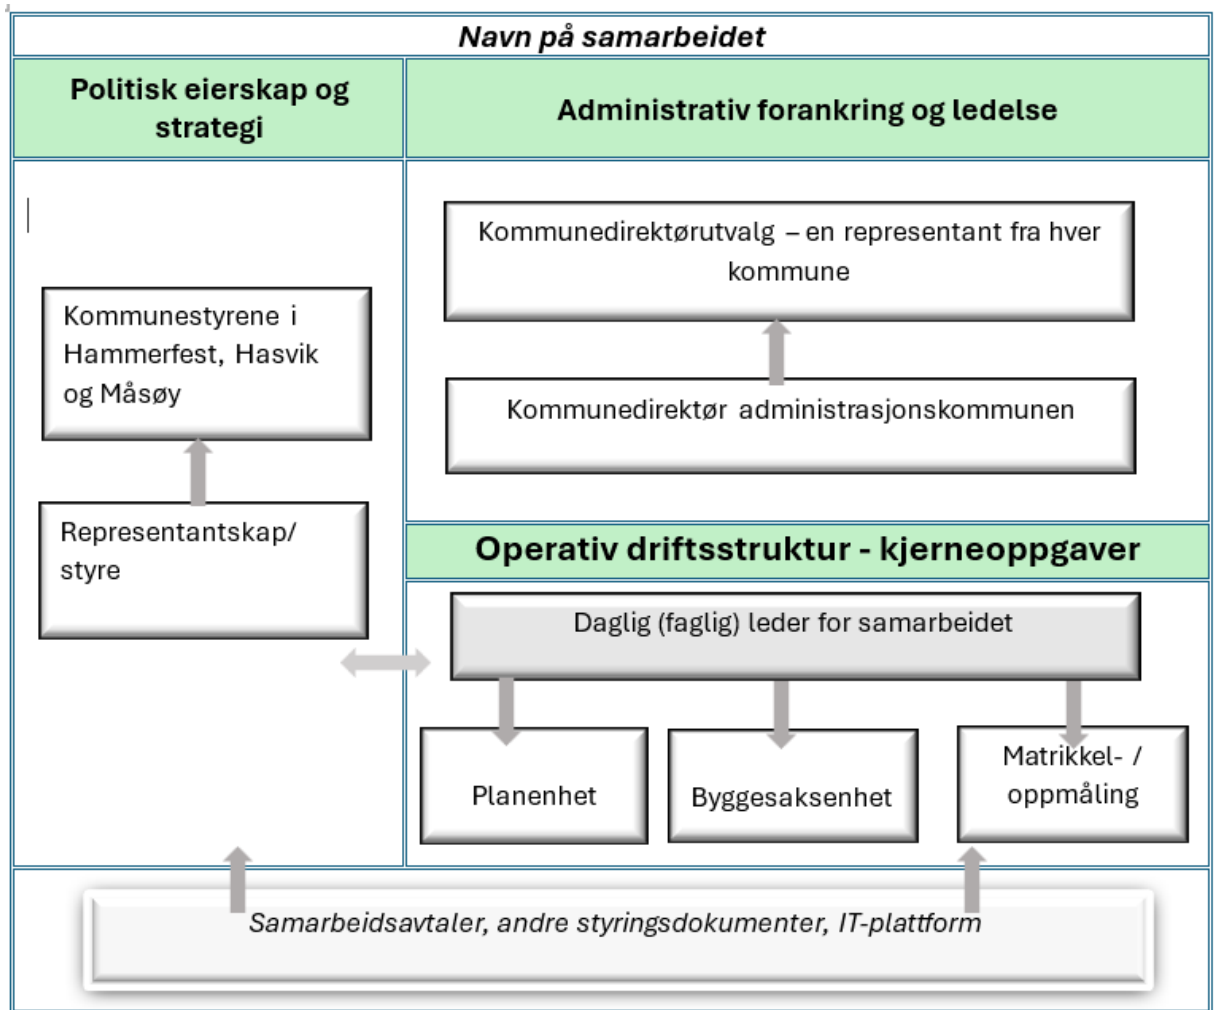 Navn på samarbeidet
Politisk eierskap og
strategi
Administrativ forankring og ledelse
Kommunestyrene i
Hammerfest, Hasvik
og Måsøy
Representantskap/
styre
Kommunedirektørutvalg – en representant fra hver
kommune
Kommunedirektør administrasjonskommunen
Operativ driftsstruktur - kjerneoppgaver
Daglig (faglig) leder for samarbeidet
Planenhet
Byggesaksenhet
Matrikkel- /
oppmåling
Samarbeidsavtaler, andre styringsdokumenter, IT-plattform